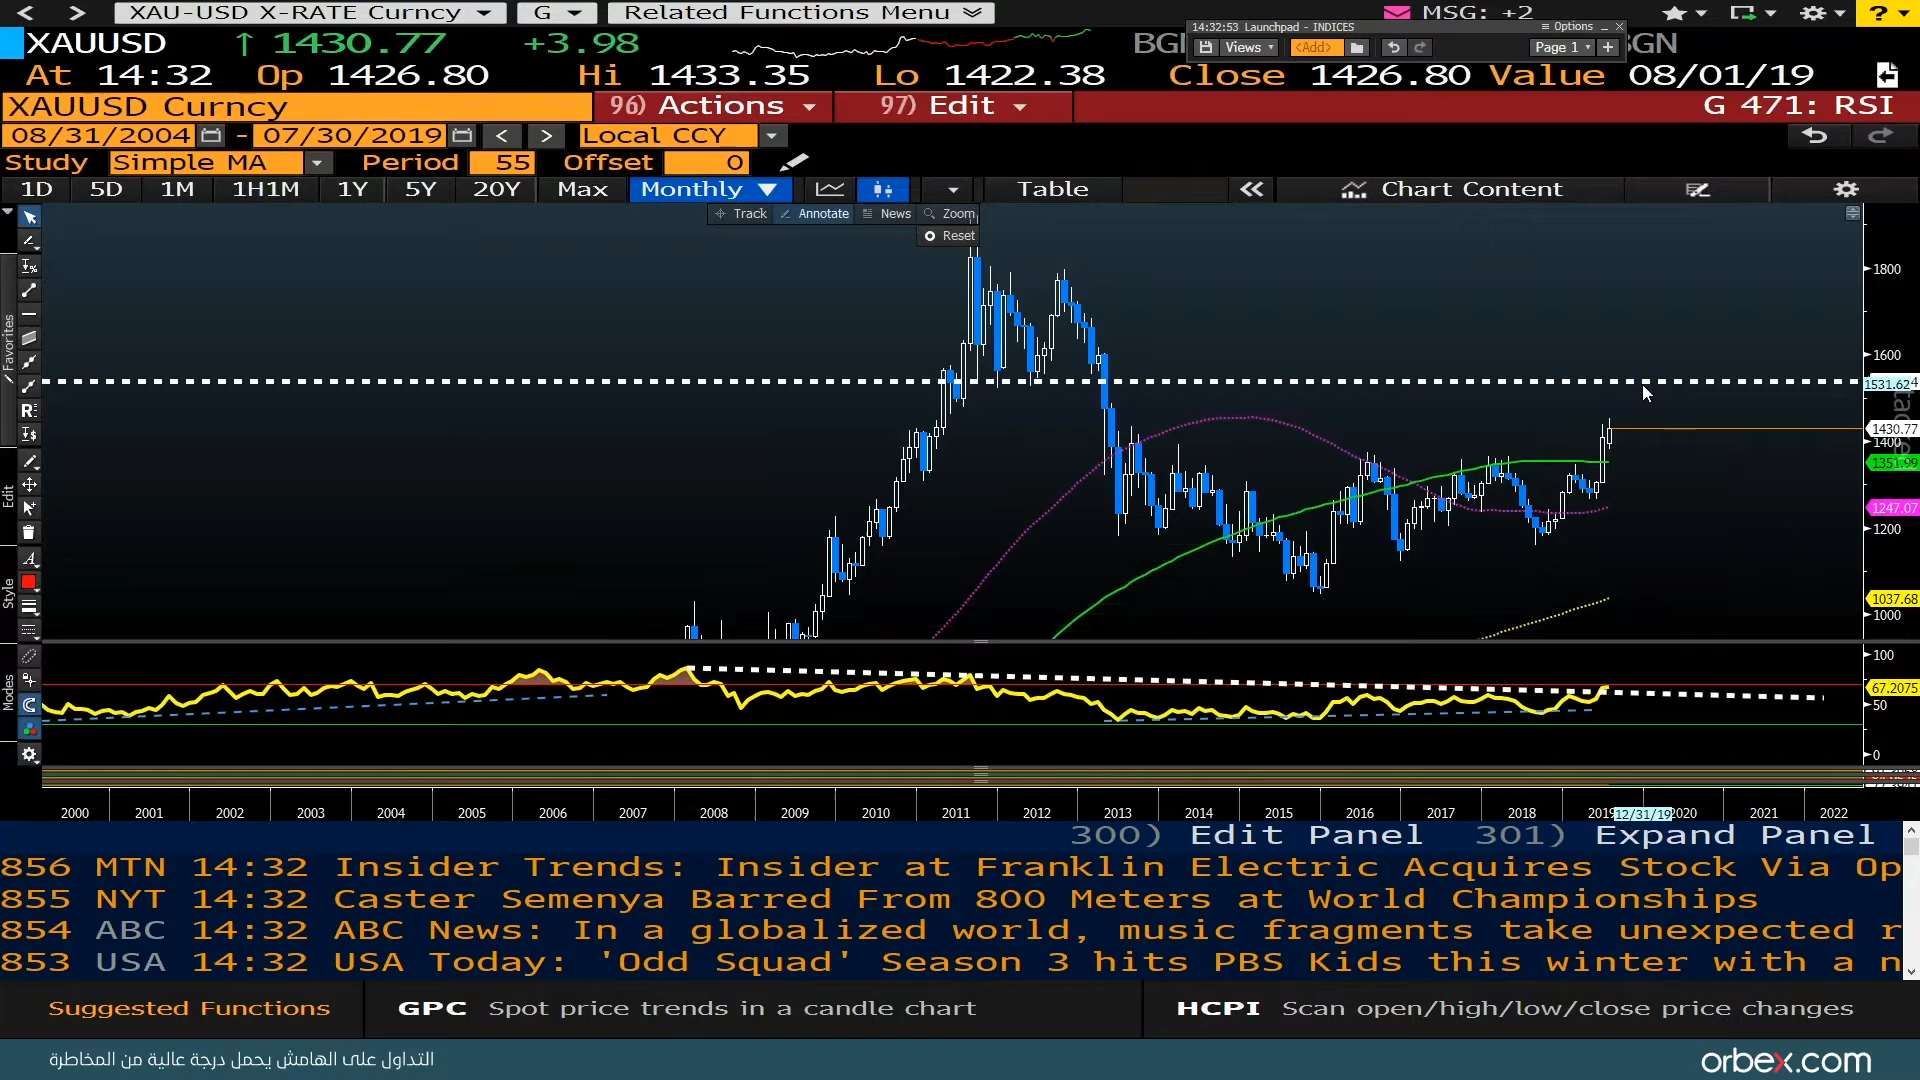 XAU-USD X-RATE Curncy G Related Functions Menu MSG: +2
14:32:53 Launchpad - INDICES Options
XAUUSD ↑ 1430.77 +3.98
Views <Add> Page 1
At 14:32 Op 1426.80 Hi 1433.35 Lo 1422.38 Close 1426.80 Value 08/01/19
XAUUSD Curncy 96) Actions 97) Edit G 471: RSI
08/31/2004 - 07/30/2019 < > Local CCY
Study Simple MA Period 55 Offset 0
1D 5D 1M 1H1M 1Y 5Y 20Y Max Monthly ▼ Table Chart Content
Track Annotate News Zoom
Reset
1800
1600
1531.62
1430.77
1400
1351.99
1247.07
1200
1037.68
1000
Favorites
Edit
Style
Modes
100
67.2075
50
0
2000 2001 2002 2003 2004 2005 2006 2007 2008 2009 2010 2011 2012 2013 2014 2015 2016 2017 2018 2019 12/31/19 2020 2021 2022
300) Edit Panel 301) Expand Panel
856 MTN 14:32 Insider Trends: Insider at Franklin Electric Acquires Stock Via Op
855 NYT 14:32 Caster Semenya Barred From 800 Meters at World Championships
854 ABC 14:32 ABC News: In a globalized world, music fragments take unexpected r
853 USA 14:32 USA Today: 'Odd Squad' Season 3 hits PBS Kids this winter with a n
Suggested Functions GPC Spot price trends in a candle chart HCPI Scan open/high/low/close price changes
التداول على الهامش يحمل درجة عالية من المخاطرة
orbex.com